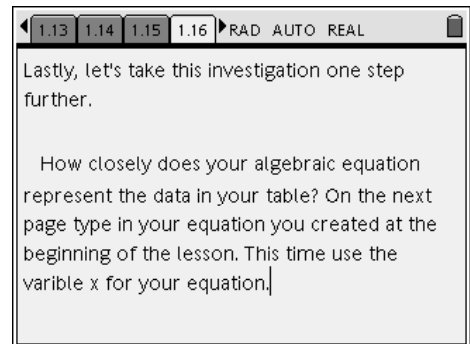 1.13 1.14 1.15 1.16 RAD AUTO REAL
Lastly, let's take this investigation one step
further.
How closely does your algebraic equation
represent the data in your table? On the next
page type in your equation you created at the
beginning of the lesson. This time use the
varible x for your equation.